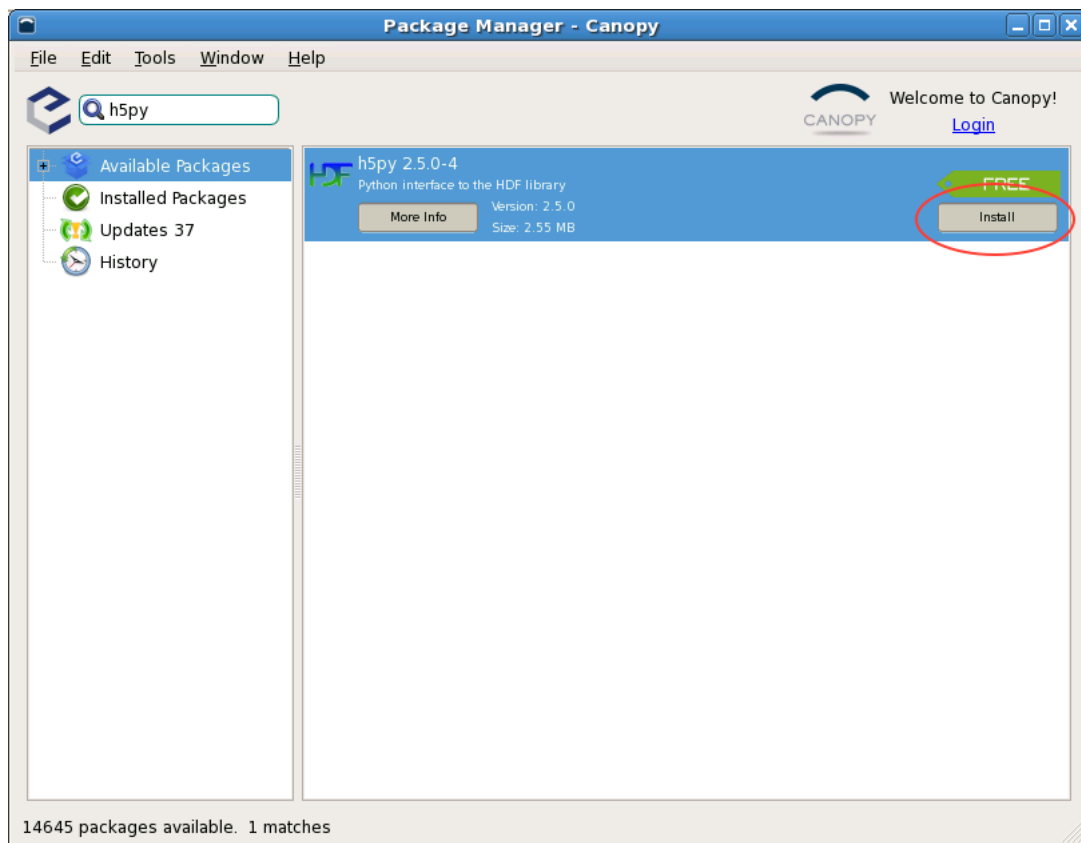 Package Manager - Canopy
File Edit Tools Window Help
h5py
CANOPY
Welcome to Canopy!
Login
Available Packages
Installed Packages
Updates 37
History
HDF
h5py 2.5.0-4
Python interface to the HDF library
More Info
Version: 2.5.0
Size: 2.55 MB
FREE
Install
14645 packages available. 1 matches